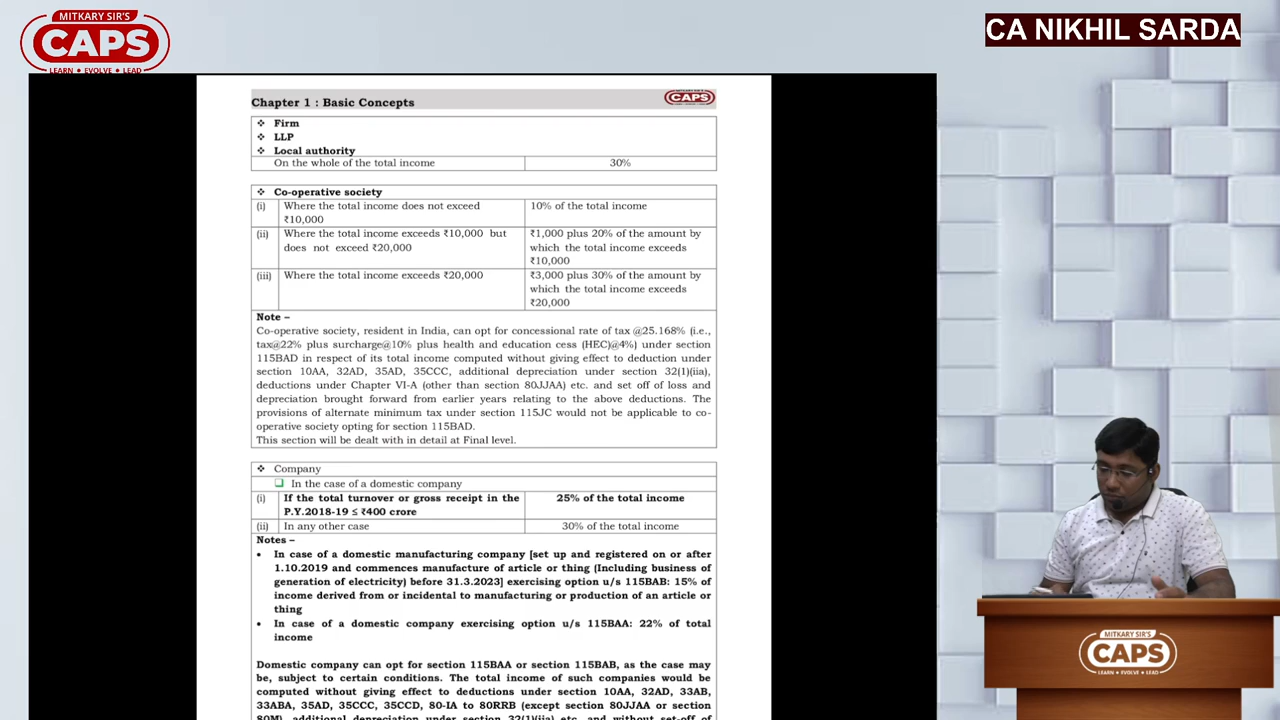 MITKARY SIR'S
CAPS
LEARN • EVOLVE • LEAD
CA NIKHIL SARDA
Chapter 1 : Basic Concepts
CAPS
❖ Firm
❖ LLP
❖ Local authority
On the whole of the total income 30%
❖ Co-operative society
(i) Where the total income does not exceed 10% of the total income
₹10,000
(ii) Where the total income exceeds ₹10,000 but ₹1,000 plus 20% of the amount by
does not exceed ₹20,000 which the total income exceeds
₹10,000
(iii) Where the total income exceeds ₹20,000 ₹3,000 plus 30% of the amount by
which the total income exceeds
₹20,000
Note –
Co-operative society, resident in India, can opt for concessional rate of tax @25.168% (i.e.,
tax@22% plus surcharge@10% plus health and education cess (HEC)@4%) under section
115BAD in respect of its total income computed without giving effect to deduction under
section 10AA, 32AD, 35AD, 35CCC, additional depreciation under section 32(1)(iia),
deductions under Chapter VI-A (other than section 80JJAA) etc. and set off of loss and
depreciation brought forward from earlier years relating to the above deductions. The
provisions of alternate minimum tax under section 115JC would not be applicable to co-
operative society opting for section 115BAD.
This section will be dealt with in detail at Final level.
❖ Company
❑ In the case of a domestic company
(i) If the total turnover or gross receipt in the 25% of the total income
P.Y.2018-19 ≤ ₹400 crore
(ii) In any other case 30% of the total income
Notes –
• In case of a domestic manufacturing company [set up and registered on or after
1.10.2019 and commences manufacture of article or thing (Including business of
generation of electricity) before 31.3.2023] exercising option u/s 115BAB: 15% of
income derived from or incidental to manufacturing or production of an article or
thing
• In case of a domestic company exercising option u/s 115BAA: 22% of total
income
Domestic company can opt for section 115BAA or section 115BAB, as the case may
be, subject to certain conditions. The total income of such companies would be
computed without giving effect to deductions under section 10AA, 32AD, 33AB,
33ABA, 35AD, 35CCC, 35CCD, 80-IA to 80RRB (except section 80JJAA or section
80M), additional depreciation under section 32(1)(iia) etc. and without set-off of
MITKARY SIR'S
CAPS
LEARN • EVOLVE • LEAD